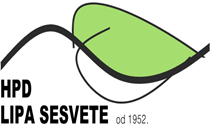 HPD
LIPA SESVETE od 1952.